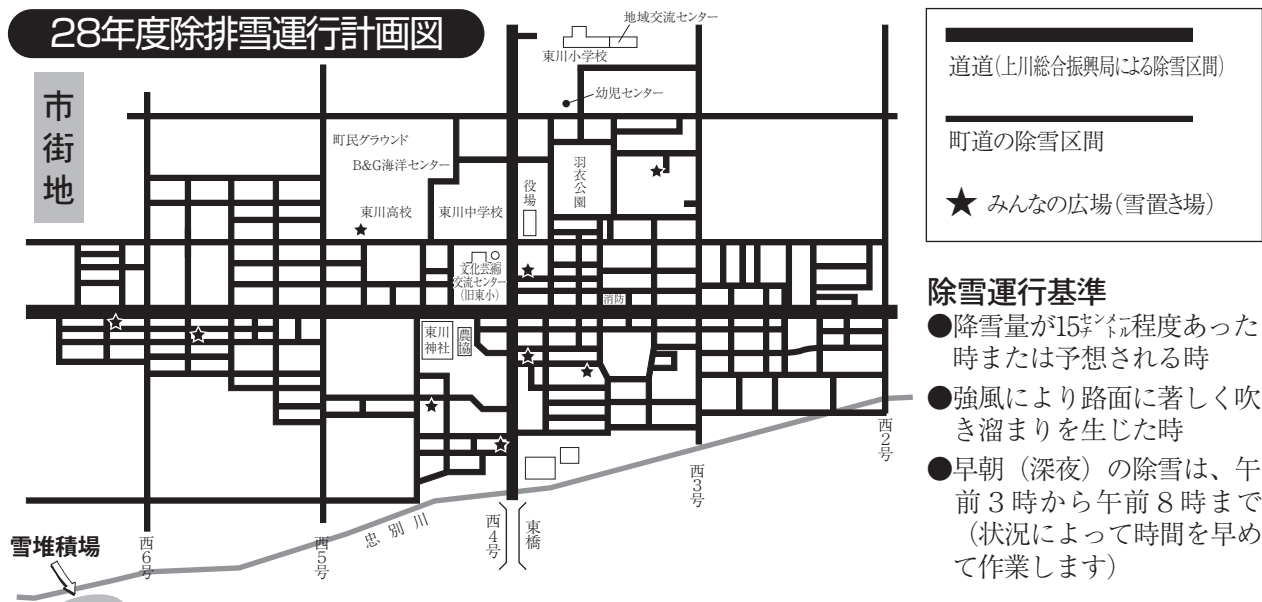 28年度除排雪運行計画図
市街地
地域交流センター
東川小学校
幼児センター
町民グラウンド
B&G海洋センター
羽衣公園
役場
東川高校
東川中学校
文化芸術
交流センター
(旧東小)
消防
東川
神社
農協
西2号
西3号
西4号
東橋
西5号
西6号
忠別川
雪堆積場
道道(上川総合振興局による除雪区間)
町道の除雪区間
★ みんなの広場(雪置き場)
除雪運行基準
●降雪量が15センチメートル程度あった
時または予想される時
●強風により路面に著しく吹
き溜まりを生じた時
●早朝（深夜）の除雪は、午
前3時から午前8時まで
（状況によって時間を早め
て作業します）